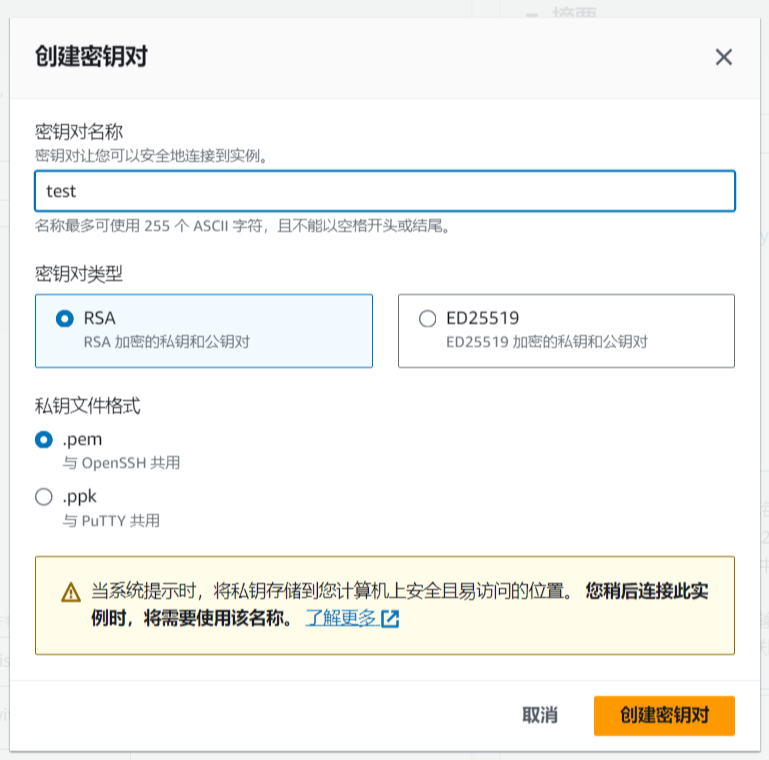 摘要
创建密钥对
密钥对名称
密钥对让您可以安全地连接到实例。
test
名称最多可使用 255 个 ASCII 字符，且不能以空格开头或结尾。
密钥对类型
RSA
RSA 加密的私钥和公钥对
ED25519
ED25519 加密的私钥和公钥对
私钥文件格式
.pem
与 OpenSSH 共用
.ppk
与 PuTTY 共用
当系统提示时，将私钥存储到您计算机上安全且易访问的位置。 您稍后连接此实
例时，将需要使用该名称。 了解更多
取消
创建密钥对